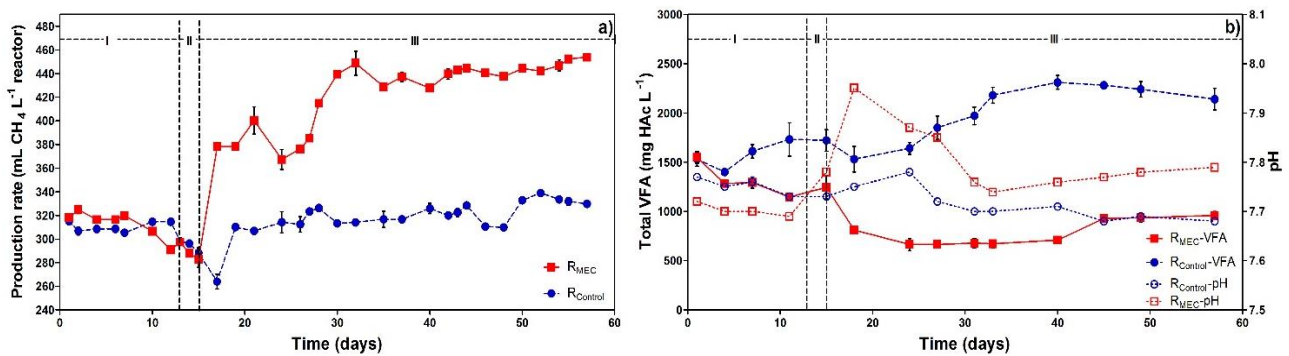 a)
I II III
Production rate (mL CH4 L-1 reactor)
480
460
440
420
400
380
360
340
320
300
280
260
240
RMEC
RControl
0 10 20 30 40 50 60
Time (days)
b)
I II III
Total VFA (mg HAc L-1)
3000
2500
2000
1500
1000
500
0
RMEC-VFA
RControl-VFA
RControl-pH
RMEC-pH
8.1
8.0
7.9
7.8
7.7
7.6
7.5
pH
0 10 20 30 40 50 60
Time (days)